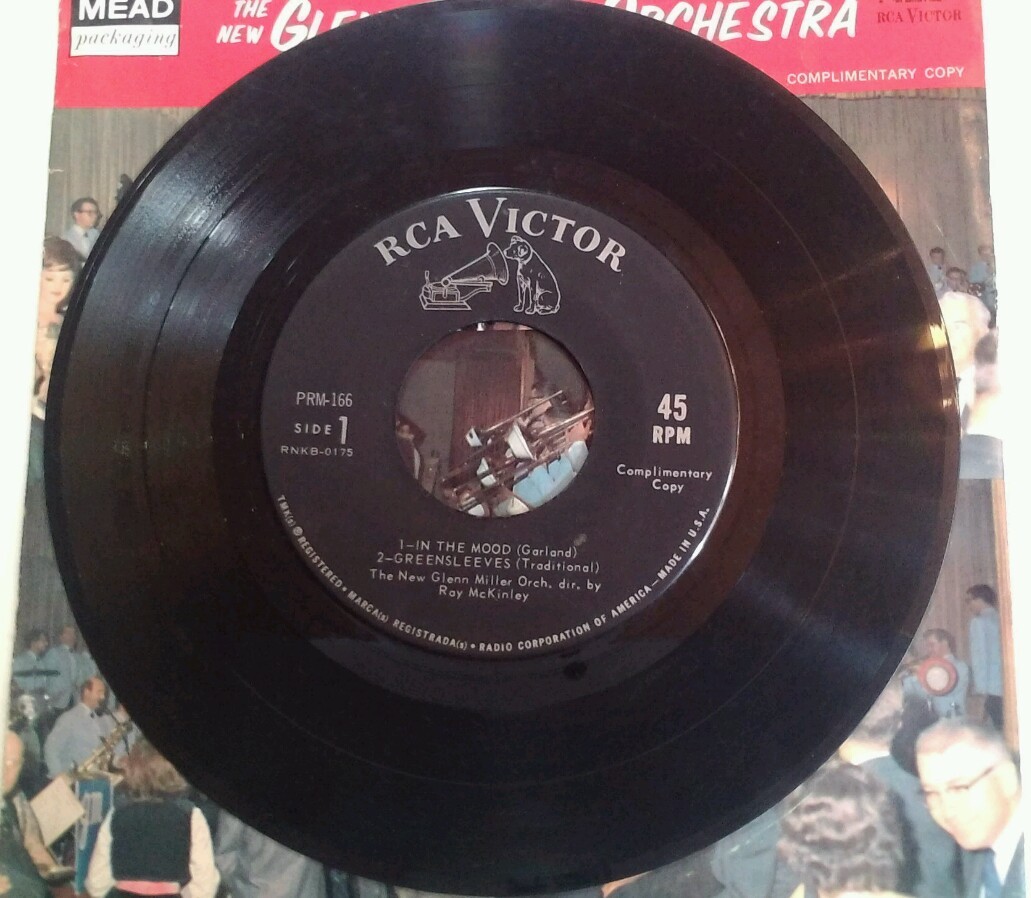 MEAD
packaging
THE
NEW
ORCHESTRA
RCA VICTOR
COMPLIMENTARY COPY
RCA VICTOR
PRM-166
SIDE 1
RNKB-0175
45
RPM
Complimentary
Copy
1-IN THE MOOD (Garland)
2-GREENSLEEVES (Traditional)
The New Glenn Miller Orch. dir. by
Ray McKinley
TMK(s) ® REGISTERED • MARCA(s) REGISTRADA(s) • RADIO CORPORATION OF AMERICA—MADE IN U.S.A.